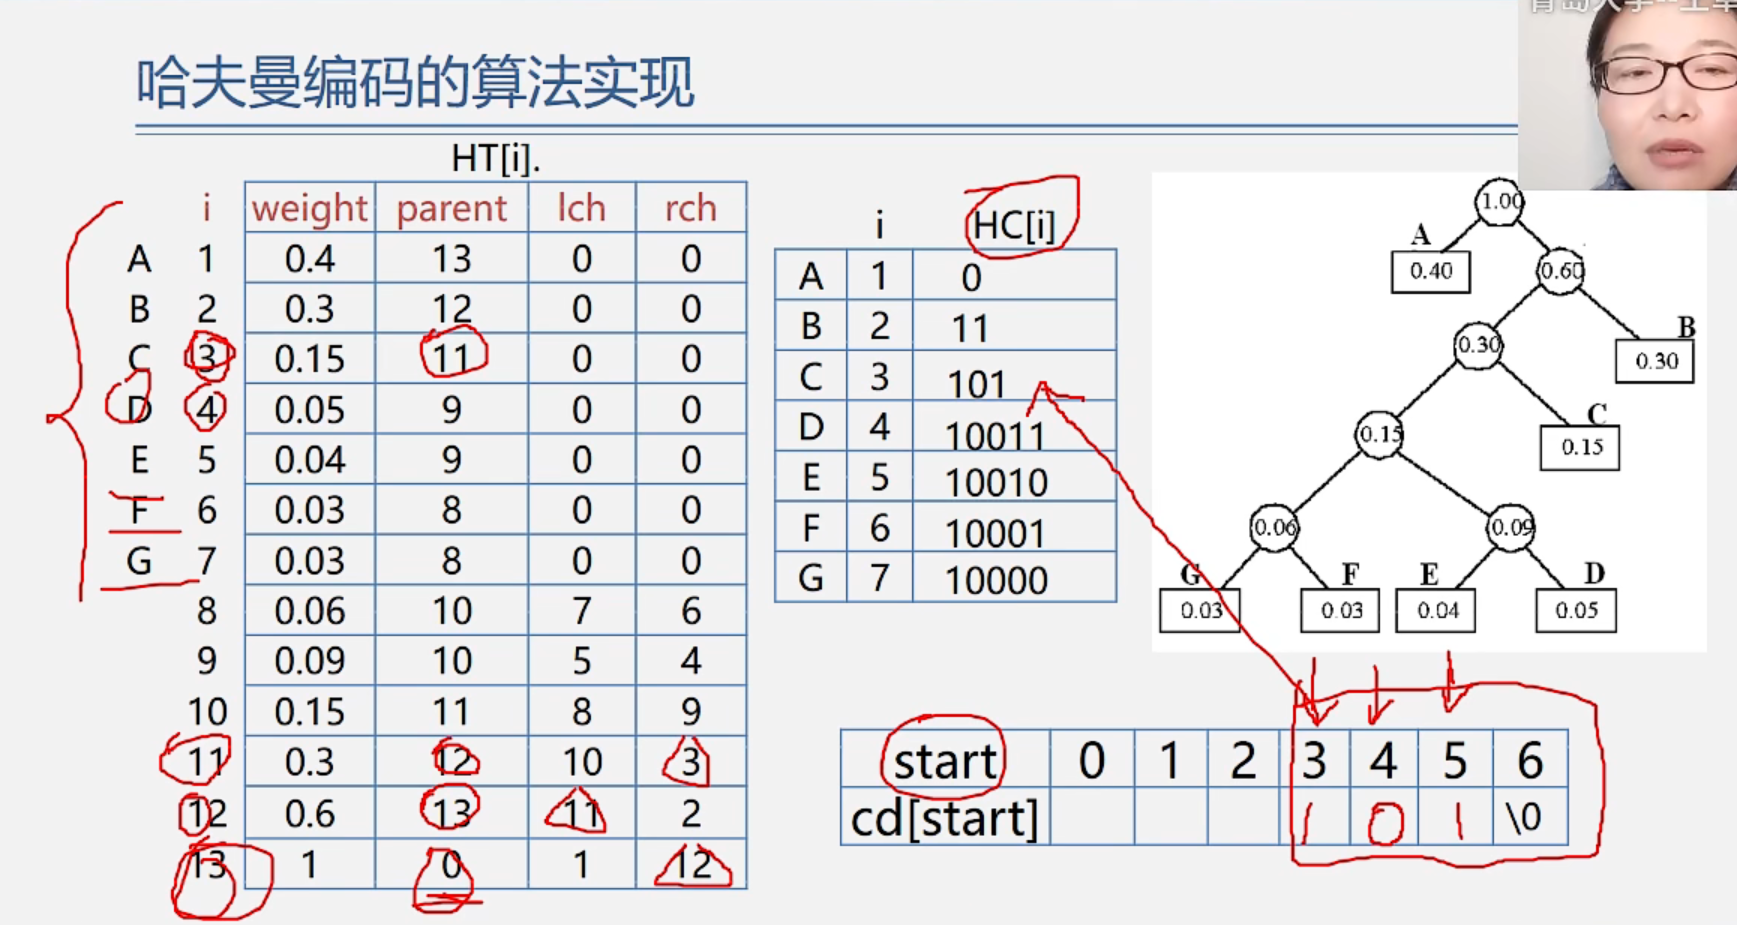 哈夫曼编码的算法实现
HT[i].
i weight parent lch rch
A 1 0.4 13 0 0
B 2 0.3 12 0 0
C 3 0.15 11 0 0
D 4 0.05 9 0 0
E 5 0.04 9 0 0
F 6 0.03 8 0 0
G 7 0.03 8 0 0
8 0.06 10 7 6
9 0.09 10 5 4
10 0.15 11 8 9
11 0.3 12 10 3
12 0.6 13 11 2
13 1 0 1 12
i HC[i]
A 1 0
B 2 11
C 3 101
D 4 10011
E 5 10010
F 6 10001
G 7 10000
1.00
A
0.40 0.60
B
0.30 0.30
C
0.15 0.15
0.06 0.09
G F E D
0.03 0.03 0.04 0.05
start 0 1 2 3 4 5 6
cd[start] 1 0 1 \0